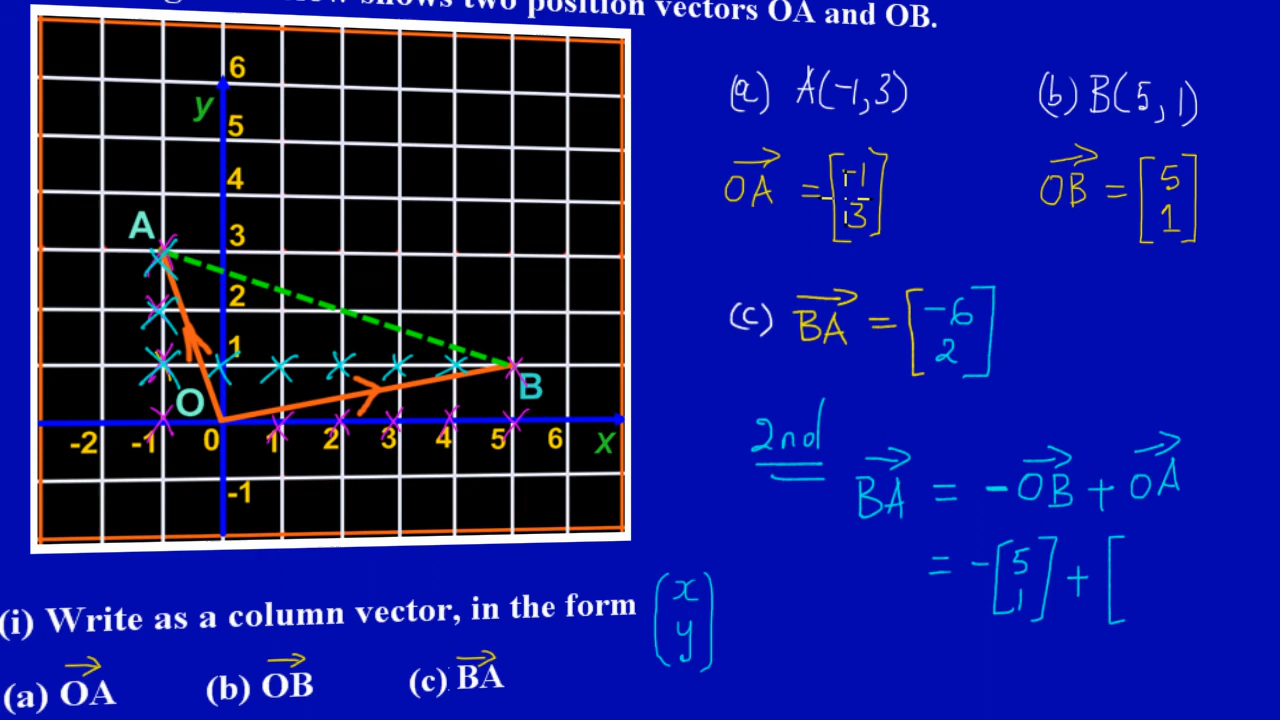 shows two position vectors OA and OB.
6
y
5
4
A
3
2
1
O
B
-2 -1 0 1 2 3 4 5 6 x
-1
(a) A(-1,3)
OA = [-1 3]
(b) B(5,1)
OB = [5 1]
(c) BA = [-6 2]
2nd
BA = -OB + OA
= -[5 1] + [
(i) Write as a column vector, in the form (x y)
(a) OA (b) OB (c) BA